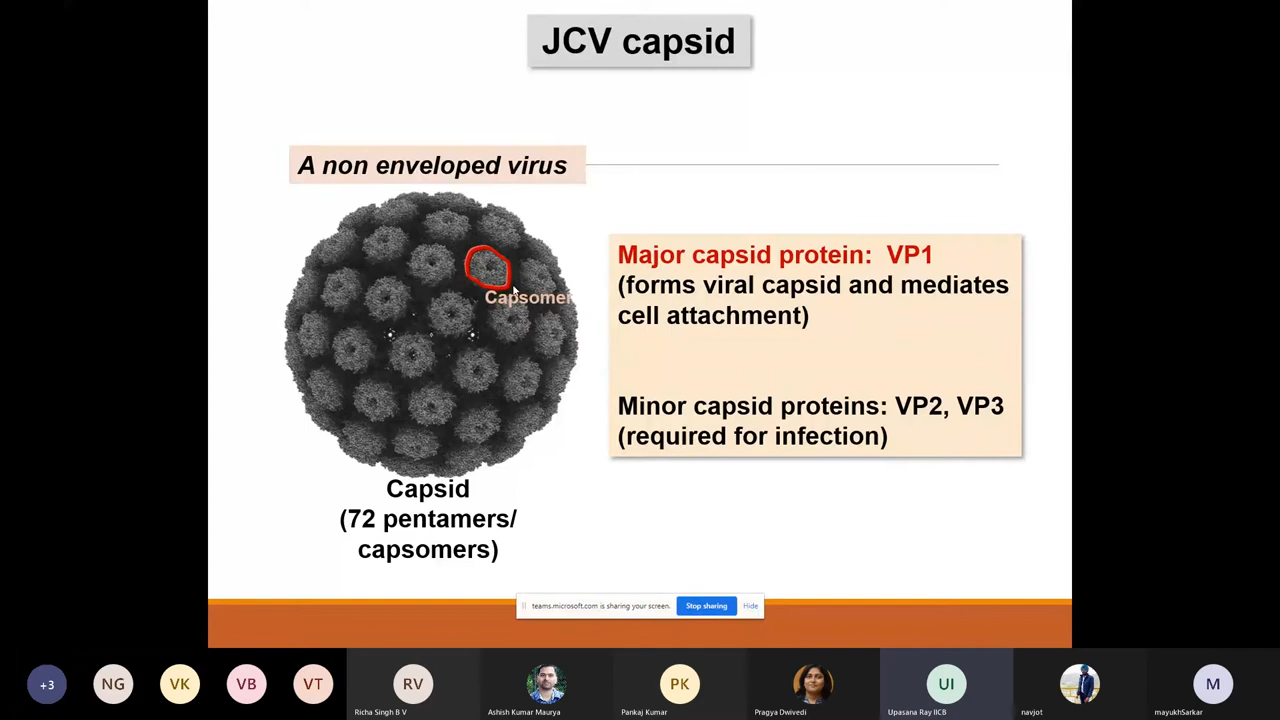 JCV capsid
A non enveloped virus
Capsomer
Major capsid protein: VP1
(forms viral capsid and mediates
cell attachment)
Minor capsid proteins: VP2, VP3
(required for infection)
Capsid
(72 pentamers/
capsomers)
teams.microsoft.com is sharing your screen. Stop sharing Hide
+3 NG VK VB VT RV PK UI M
Richa Singh B V Ashish Kumar Maurya Pankaj Kumar Pragya Dwivedi Upasana Ray IICB navjot mayukhSarkar